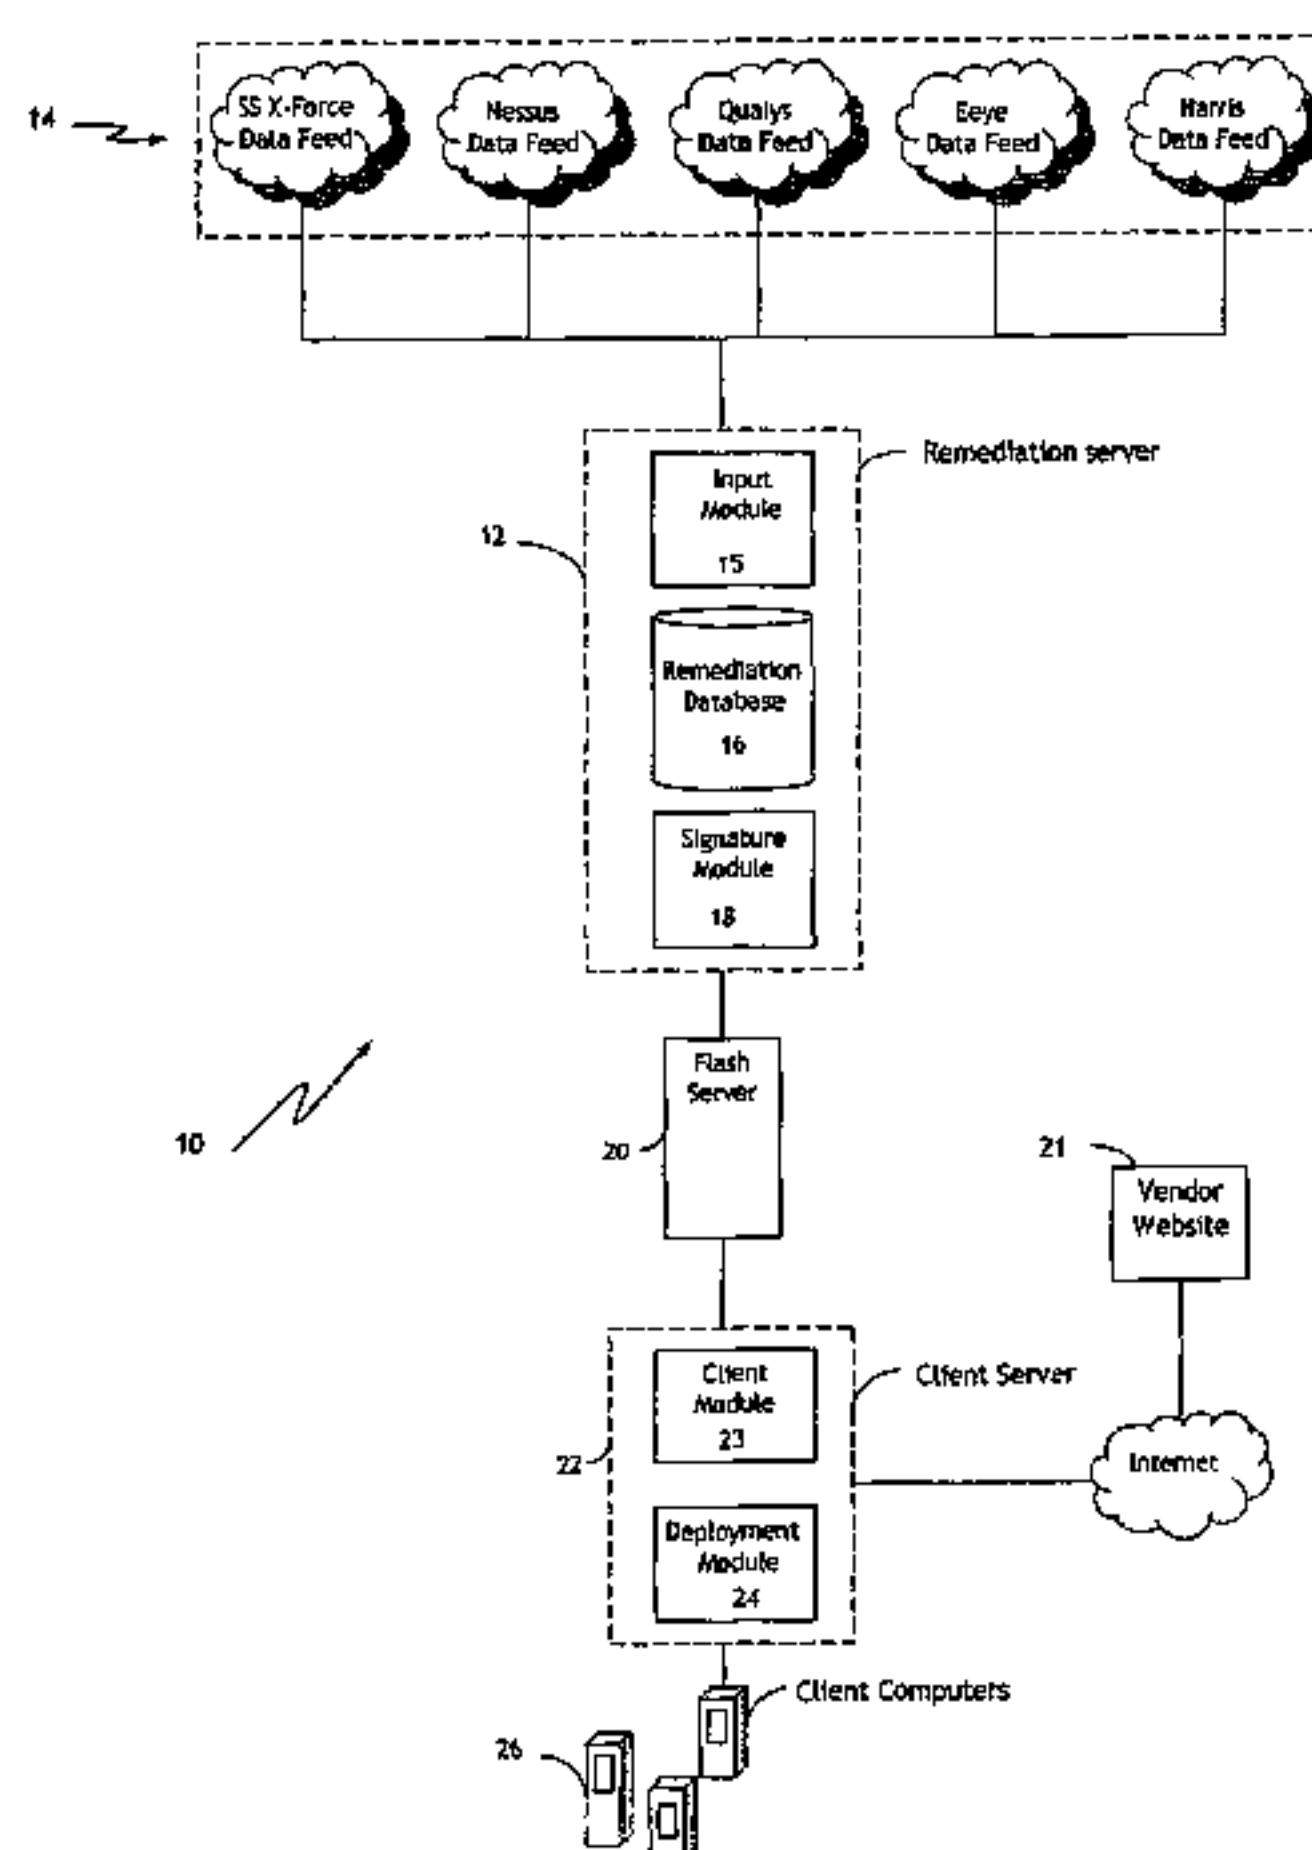 14
SS X-Force
Data Feed
Nessus
Data Feed
Qualys
Data Feed
Eeye
Data Feed
Harris
Data Feed
Remediation server
12
Input
Module
15
Remediation
Database
16
Signature
Module
18
10
Flash
Server
20
21
Vendor
Website
Client
Module
23
Client Server
22
Internet
Deployment
Module
24
Client Computers
26